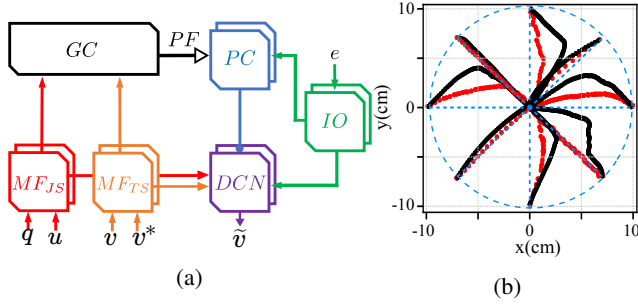 GC
PF
PC
e
IO
MF_JS
MF_TS
DCN
q
u
v
v*
ṽ
(a)
10
0
-10
y(cm)
-10
0
10
x(cm)
(b)